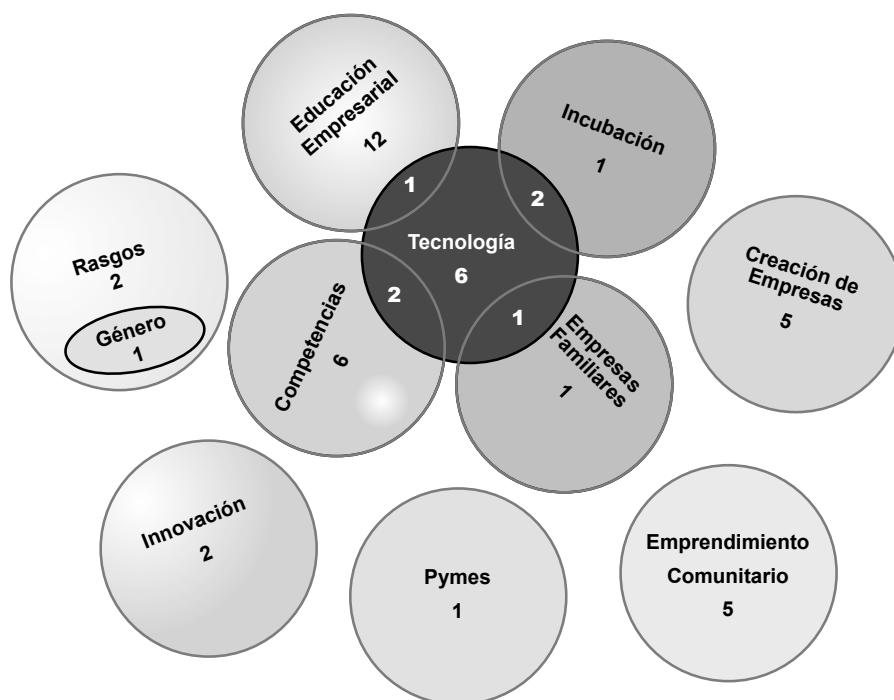 Educación
Empresarial
12
Incubación
1
1
2
Tecnología
6
Rasgos
2
Género
1
Creación de
Empresas
5
Competencias
6
2
1
Empresas
Familiares
1
Innovación
2
Pymes
1
Emprendimiento
Comunitario
5